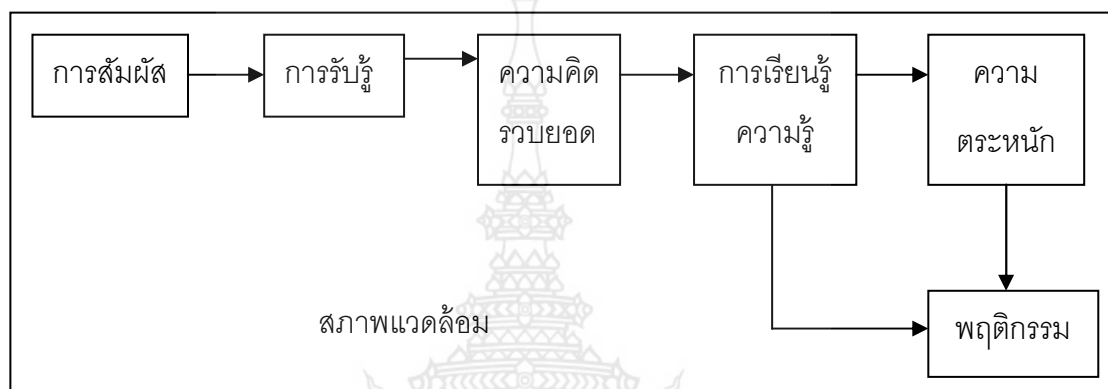 การสัมผัส
การรับรู้
ความคิด
รวบยอด
การเรียนรู้
ความรู้
ความ
ตระหนัก
สภาพแวดล้อม
พฤติกรรม